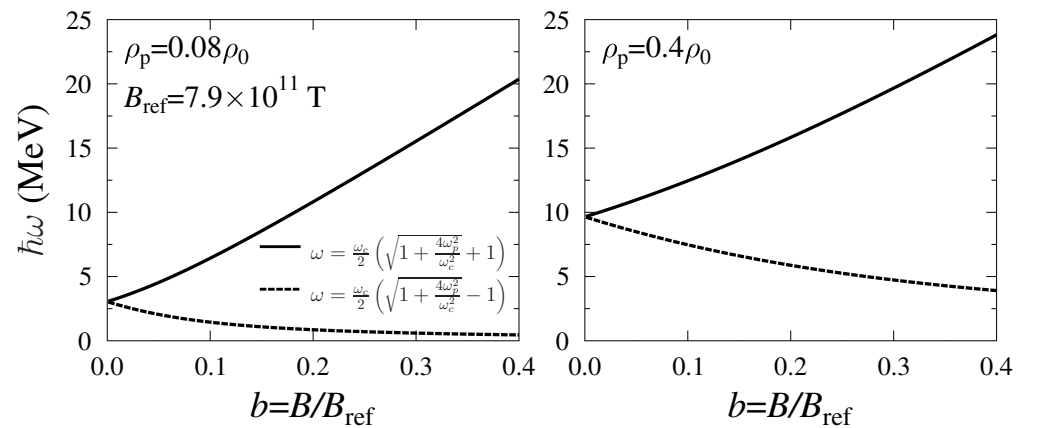 ħω (MeV)
25
20
15
10
5
0
ρp=0.08ρ0
Bref=7.9×10^11 T
ω = ωc/2 (√(1 + 4ωp²/ωc²) + 1)
ω = ωc/2 (√(1 + 4ωp²/ωc²) − 1)
0.0 0.1 0.2 0.3 0.4
b=B/Bref
25
20
15
10
5
0
ρp=0.4ρ0
0.0 0.1 0.2 0.3 0.4
b=B/Bref